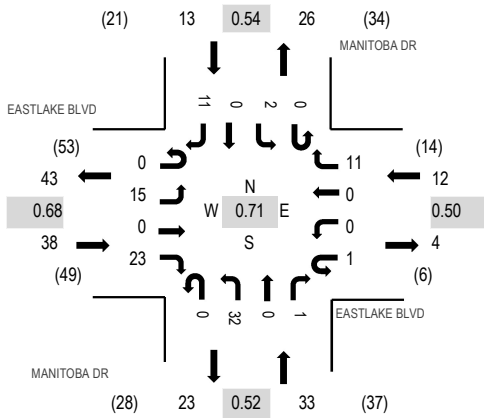 (21) 13 0.54 26 (34)
MANITOBA DR
11 0 2 0
EASTLAKE BLVD
(53) 0 11 (14)
43 15 N 0 12
0.68 0 W 0.71 E 0 0.50
38 23 S 1 4
(49) (6)
0 32 0 1
EASTLAKE BLVD
MANITOBA DR
(28) 23 0.52 33 (37)